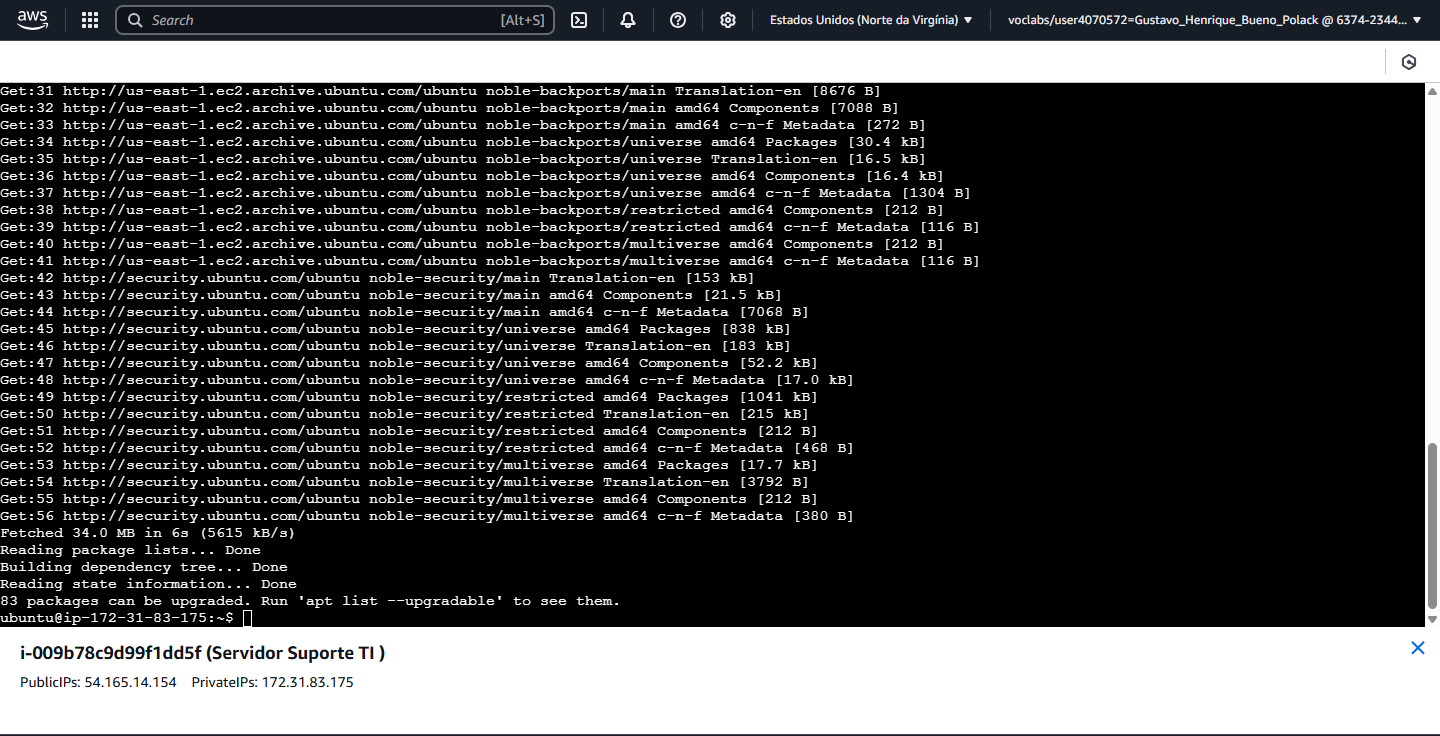 aws
Search
[Alt+S]
Estados Unidos (Norte da Virgínia)
voclabs/user4070572=Gustavo_Henrique_Bueno_Polack @ 6374-2344...
Get:31 http://us-east-1.ec2.archive.ubuntu.com/ubuntu noble-backports/main Translation-en [8676 B]
Get:32 http://us-east-1.ec2.archive.ubuntu.com/ubuntu noble-backports/main amd64 Components [7088 B]
Get:33 http://us-east-1.ec2.archive.ubuntu.com/ubuntu noble-backports/main amd64 c-n-f Metadata [272 B]
Get:34 http://us-east-1.ec2.archive.ubuntu.com/ubuntu noble-backports/universe amd64 Packages [30.4 kB]
Get:35 http://us-east-1.ec2.archive.ubuntu.com/ubuntu noble-backports/universe Translation-en [16.5 kB]
Get:36 http://us-east-1.ec2.archive.ubuntu.com/ubuntu noble-backports/universe amd64 Components [16.4 kB]
Get:37 http://us-east-1.ec2.archive.ubuntu.com/ubuntu noble-backports/universe amd64 c-n-f Metadata [1304 B]
Get:38 http://us-east-1.ec2.archive.ubuntu.com/ubuntu noble-backports/restricted amd64 Components [212 B]
Get:39 http://us-east-1.ec2.archive.ubuntu.com/ubuntu noble-backports/restricted amd64 c-n-f Metadata [116 B]
Get:40 http://us-east-1.ec2.archive.ubuntu.com/ubuntu noble-backports/multiverse amd64 Components [212 B]
Get:41 http://us-east-1.ec2.archive.ubuntu.com/ubuntu noble-backports/multiverse amd64 c-n-f Metadata [116 B]
Get:42 http://security.ubuntu.com/ubuntu noble-security/main Translation-en [153 kB]
Get:43 http://security.ubuntu.com/ubuntu noble-security/main amd64 Components [21.5 kB]
Get:44 http://security.ubuntu.com/ubuntu noble-security/main amd64 c-n-f Metadata [7068 B]
Get:45 http://security.ubuntu.com/ubuntu noble-security/universe amd64 Packages [838 kB]
Get:46 http://security.ubuntu.com/ubuntu noble-security/universe Translation-en [183 kB]
Get:47 http://security.ubuntu.com/ubuntu noble-security/universe amd64 Components [52.2 kB]
Get:48 http://security.ubuntu.com/ubuntu noble-security/universe amd64 c-n-f Metadata [17.0 kB]
Get:49 http://security.ubuntu.com/ubuntu noble-security/restricted amd64 Packages [1041 kB]
Get:50 http://security.ubuntu.com/ubuntu noble-security/restricted Translation-en [215 kB]
Get:51 http://security.ubuntu.com/ubuntu noble-security/restricted amd64 Components [212 B]
Get:52 http://security.ubuntu.com/ubuntu noble-security/restricted amd64 c-n-f Metadata [468 B]
Get:53 http://security.ubuntu.com/ubuntu noble-security/multiverse amd64 Packages [17.7 kB]
Get:54 http://security.ubuntu.com/ubuntu noble-security/multiverse Translation-en [3792 B]
Get:55 http://security.ubuntu.com/ubuntu noble-security/multiverse amd64 Components [212 B]
Get:56 http://security.ubuntu.com/ubuntu noble-security/multiverse amd64 c-n-f Metadata [380 B]
Fetched 34.0 MB in 6s (5615 kB/s)
Reading package lists... Done
Building dependency tree... Done
Reading state information... Done
83 packages can be upgraded. Run 'apt list --upgradable' to see them.
ubuntu@ip-172-31-83-175:~$
i-009b78c9d99f1dd5f (Servidor Suporte TI )
PublicIPs: 54.165.14.154 PrivateIPs: 172.31.83.175